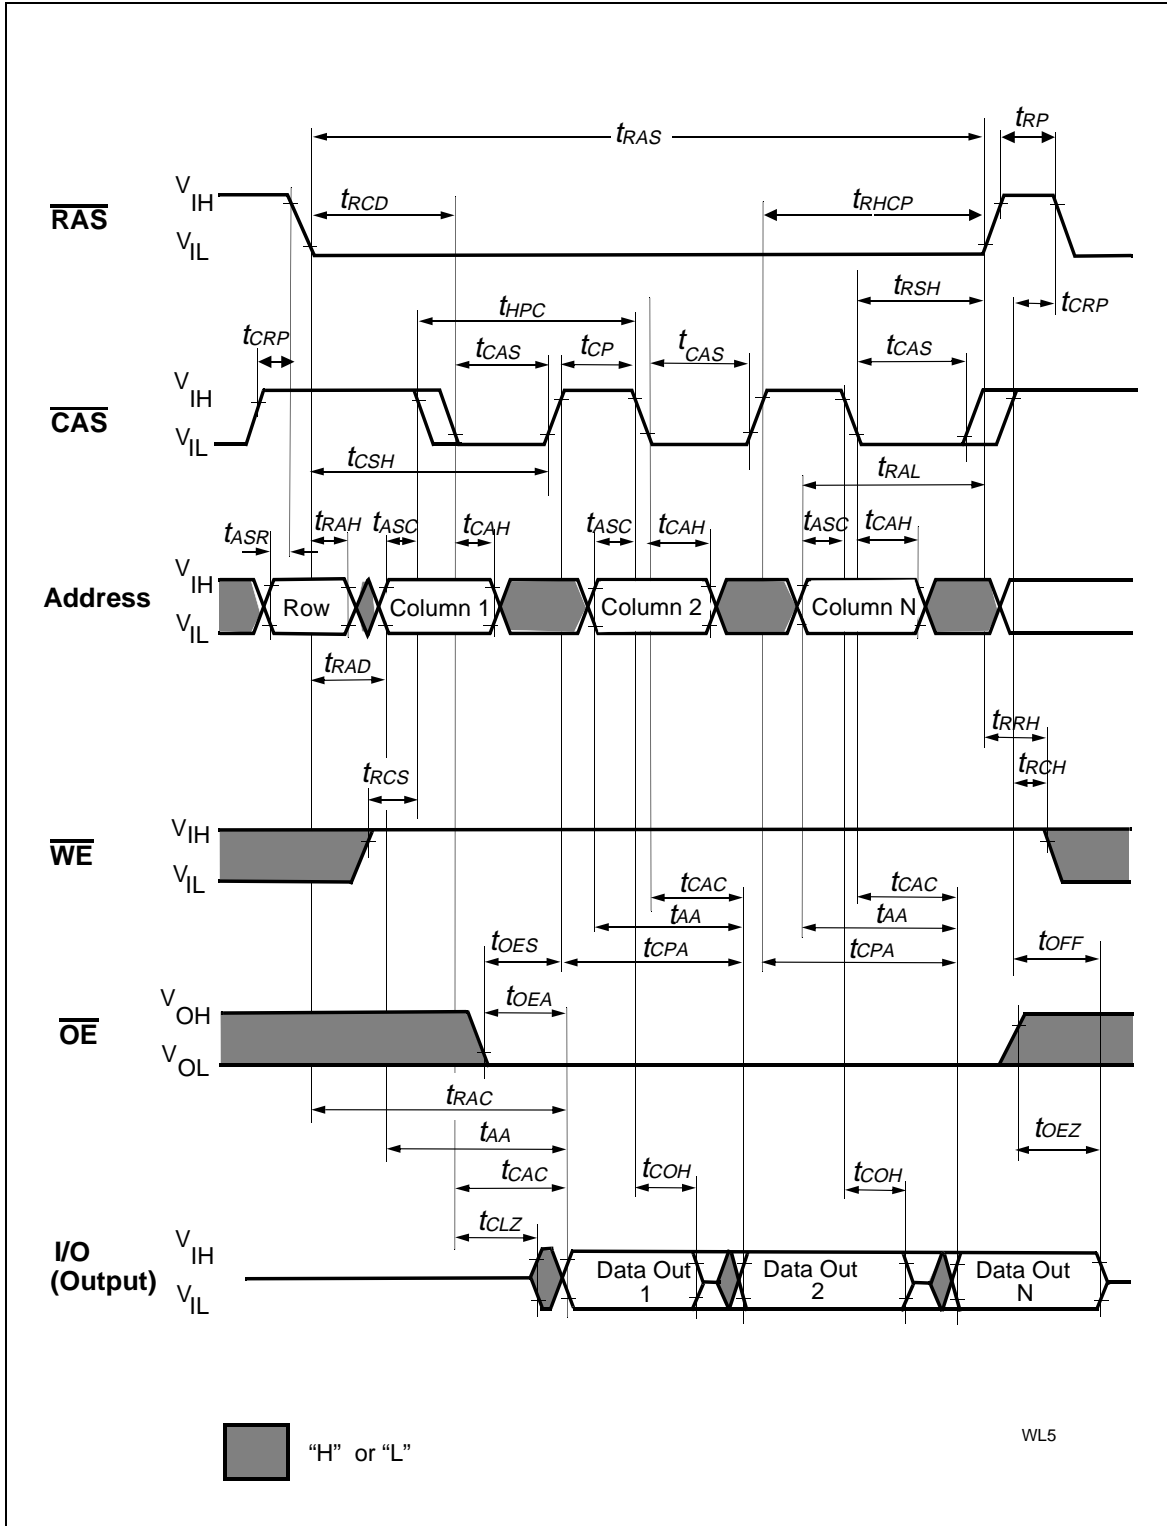 tRAS
tRP
RAS
VIH
tRCD
tRHCP
VIL
tRSH
tCRP
tHPC
tCRP
tCAS
tCP
tCAS
tCAS
CAS
VIH
VIL
tCSH
tRAL
tASR
tRAH
tASC
tCAH
tASC
tCAH
tASC
tCAH
Address
VIH
Row
Column 1
Column 2
Column N
VIL
tRAD
tRRH
tRCH
tRCS
WE
VIH
VIL
tCAC
tCAC
tAA
tAA
tOES
tCPA
tCPA
tOFF
tOEA
OE
VOH
VOL
tRAC
tAA
tOEZ
tCAC
tCOH
tCOH
tCLZ
I/O
(Output)
VIH
VIL
Data Out
1
Data Out
2
Data Out
N
“H” or “L”
WL5